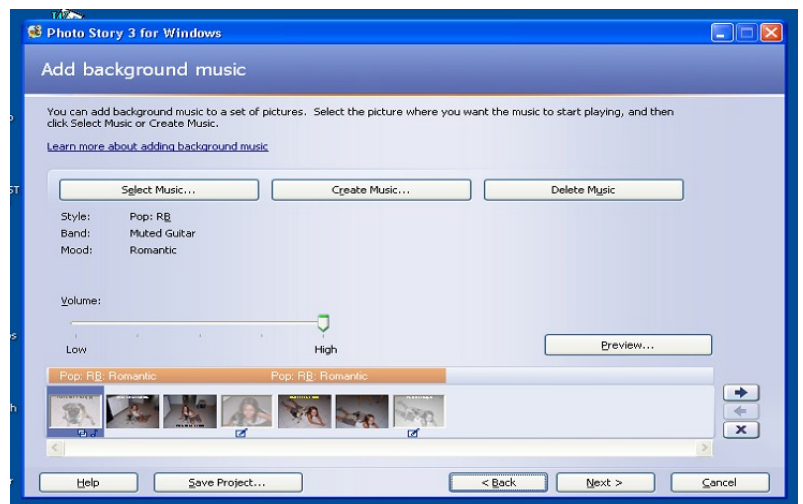 Photo Story 3 for Windows
Add background music
You can add background music to a set of pictures. Select the picture where you want the music to start playing, and then
click Select Music or Create Music.
Learn more about adding background music
Select Music... Create Music... Delete Music
Style: Pop: RB
Band: Muted Guitar
Mood: Romantic
Volume:
Low High
Preview...
Pop: RB: Romantic Pop: RB: Romantic
Help Save Project... < Back Next > Cancel